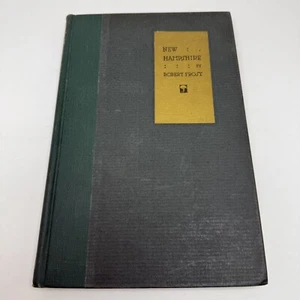 NEW : .
HAMPSHIRE
: : : :
ROBERT FROST